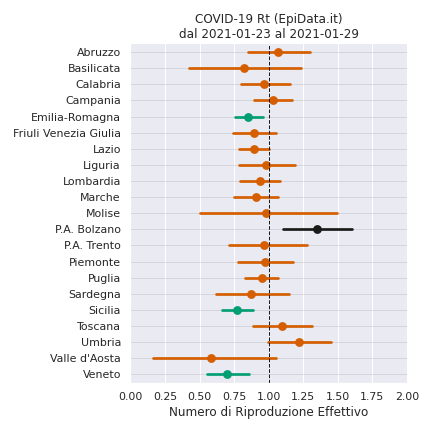 COVID-19 Rt (EpiData.it)
dal 2021-01-23 al 2021-01-29
Abruzzo
Basilicata
Calabria
Campania
Emilia-Romagna
Friuli Venezia Giulia
Lazio
Liguria
Lombardia
Marche
Molise
P.A. Bolzano
P.A. Trento
Piemonte
Puglia
Sardegna
Sicilia
Toscana
Umbria
Valle d'Aosta
Veneto
0.00 0.25 0.50 0.75 1.00 1.25 1.50 1.75 2.00
Numero di Riproduzione Effettivo